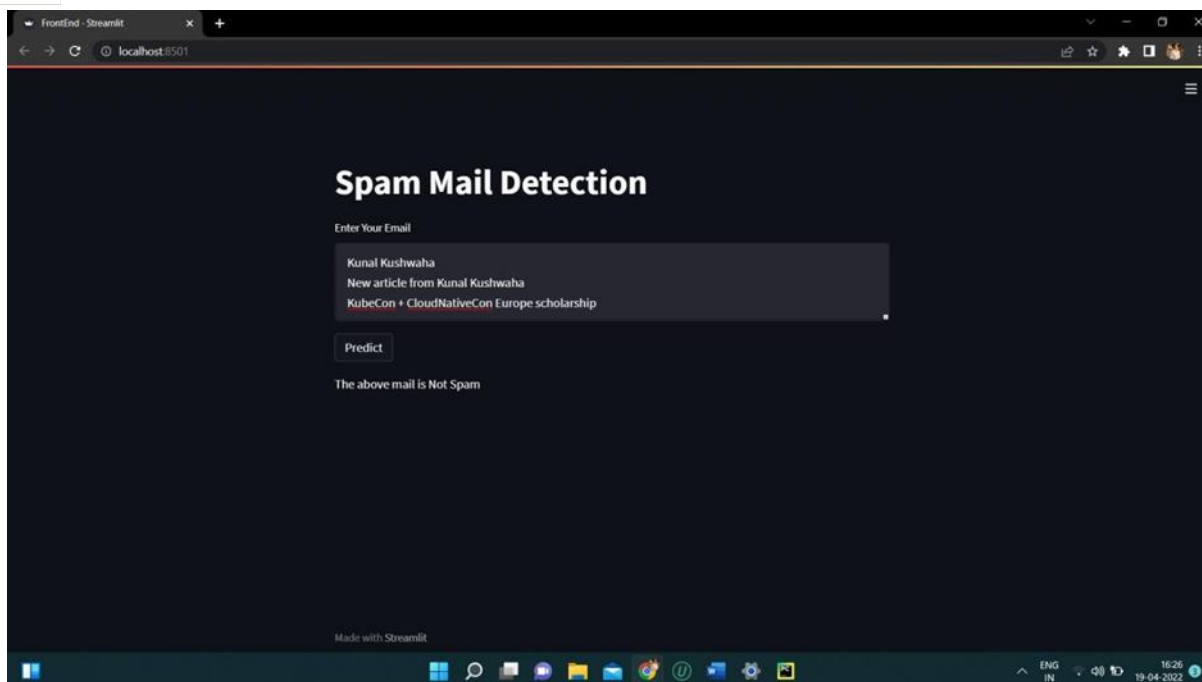 FrontEnd · Streamlit
localhost:8501
Spam Mail Detection
Enter Your Email
Kunal Kushwaha
New article from Kunal Kushwaha
KubeCon + CloudNativeCon Europe scholarship
Predict
The above mail is Not Spam
Made with Streamlit
ENG
IN
16:26
19-04-2022